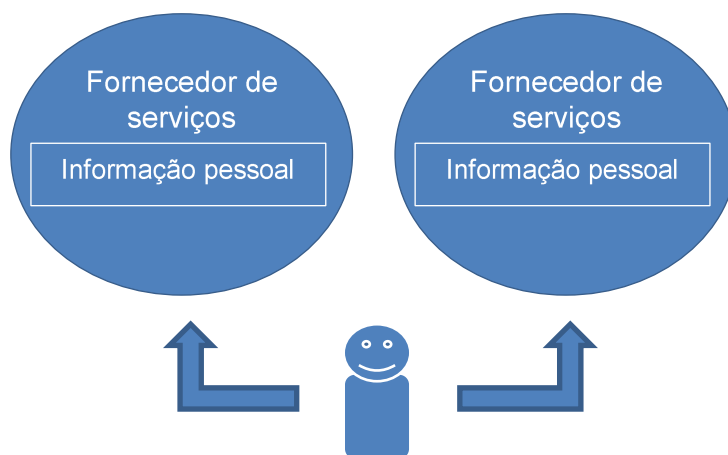 Fornecedor de
serviços
Informação pessoal
Fornecedor de
serviços
Informação pessoal